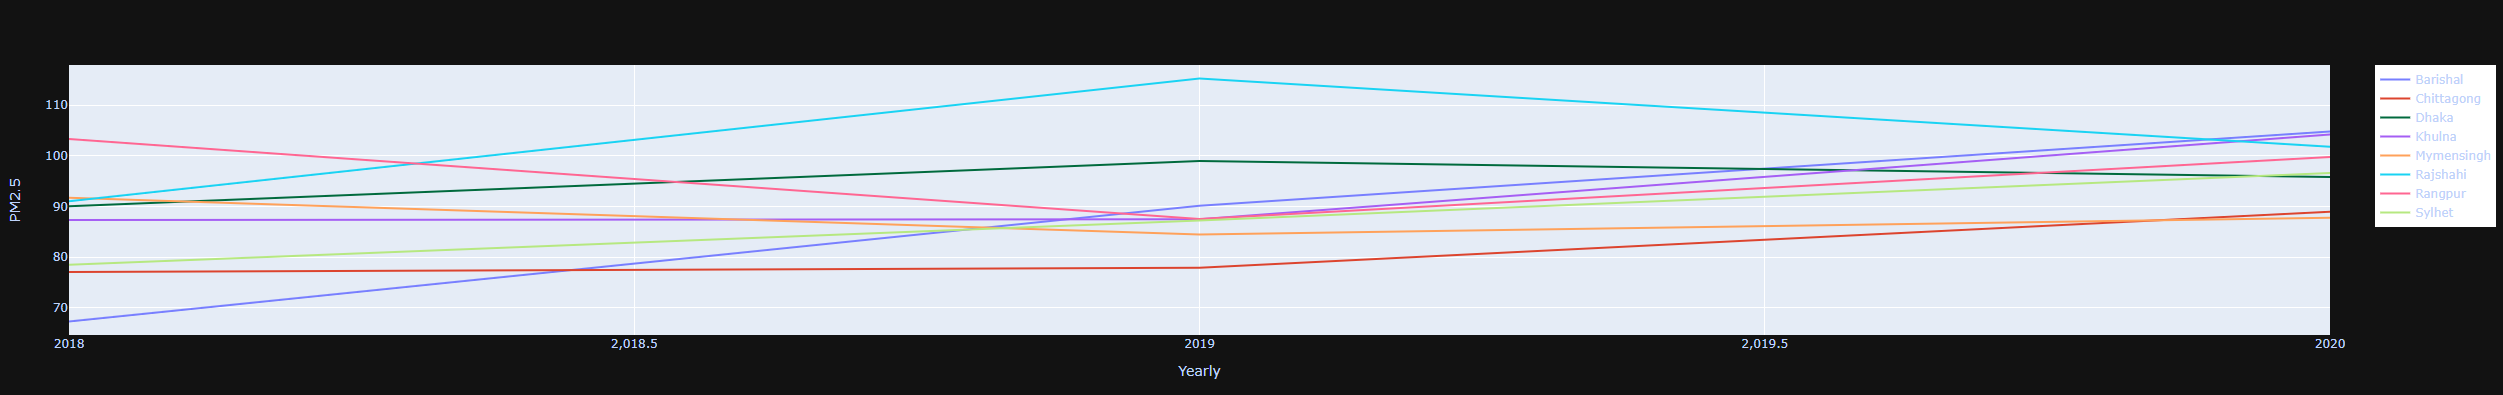 PM2.5
110
100
90
80
70
2018
2,018.5
2019
2,019.5
2020
Yearly
Barishal
Chittagong
Dhaka
Khulna
Mymensingh
Rajshahi
Rangpur
Sylhet